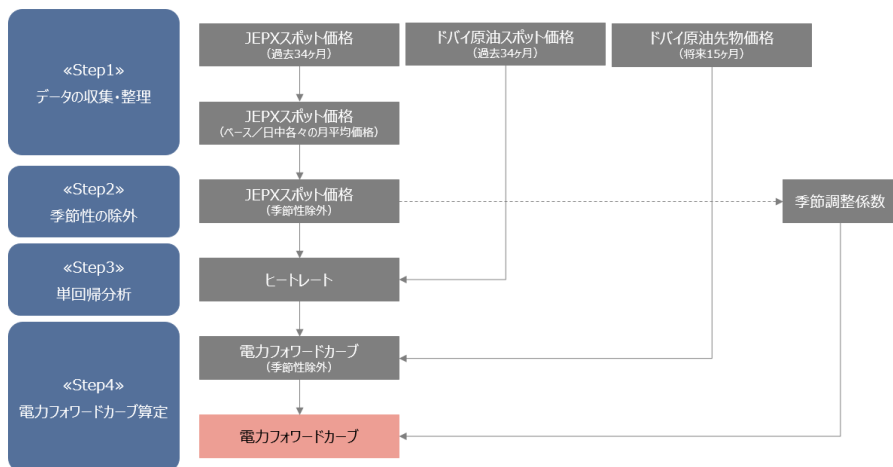 «Step1»
データの収集・整理
JEPXスポット価格
（過去34ヶ月）
ドバイ原油スポット価格
（過去34ヶ月）
ドバイ原油先物価格
（将来15ヶ月）
JEPXスポット価格
（ベース／日中各々の月平均価格）
«Step2»
季節性の除外
JEPXスポット価格
（季節性除外）
季節調整係数
«Step3»
単回帰分析
ヒートレート
«Step4»
電力フォワードカーブ算定
電力フォワードカーブ
（季節性除外）
電力フォワードカーブ